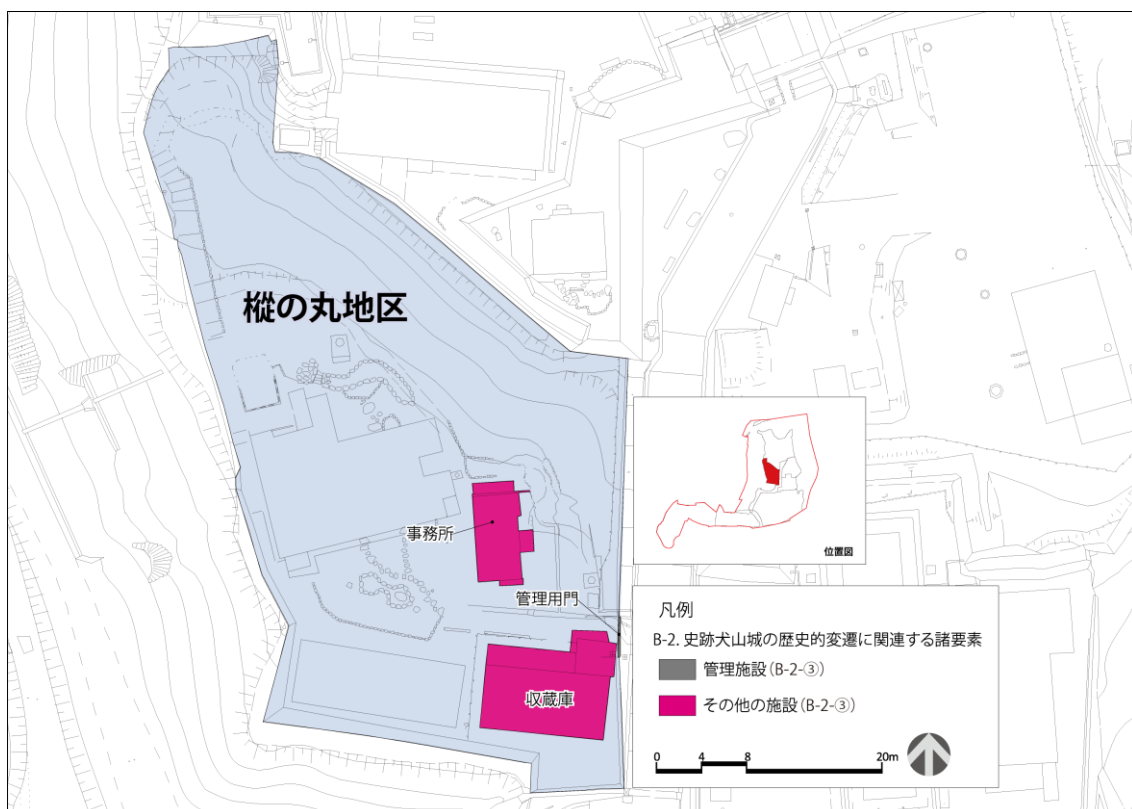 樅の丸地区
事務所
管理用門
収蔵庫
位置図
凡例
B-2. 史跡犬山城の歴史的変遷に関連する諸要素
管理施設(B-2-③)
その他の施設(B-2-③)
0 4 8 20m